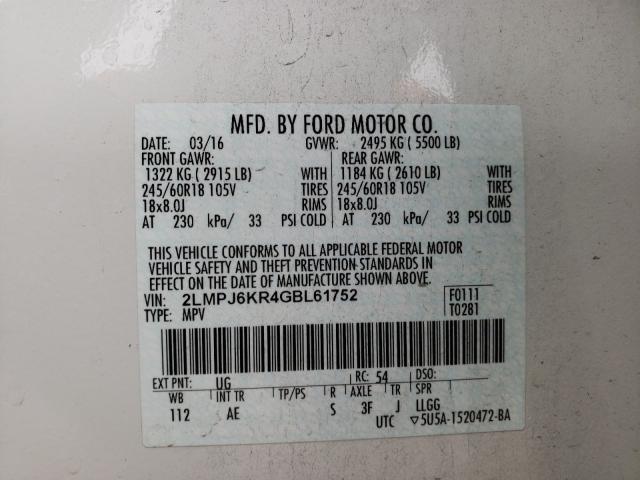 MFD. BY FORD MOTOR CO.
DATE: 03/16 GVWR: 2495 KG ( 5500 LB)
FRONT GAWR: REAR GAWR:
1322 KG ( 2915 LB) WITH 1184 KG ( 2610 LB) WITH
245/60R18 105V TIRES 245/60R18 105V TIRES
18x8.0J RIMS 18x8.0J RIMS
AT 230 kPa/ 33 PSI COLD AT 230 kPa/ 33 PSI COLD
THIS VEHICLE CONFORMS TO ALL APPLICABLE FEDERAL MOTOR
VEHICLE SAFETY AND THEFT PREVENTION STANDARDS IN
EFFECT ON THE DATE OF MANUFACTURE SHOWN ABOVE.
VIN: 2LMPJ6KR4GBL61752 F0111
TYPE: MPV T0281
EXT PNT: UG RC: 54 DSO:
WB INT TR TP/PS R AXLE TR SPR
112 AE S 3F J LLGG
UTC ▽5U5A-1520472-BA